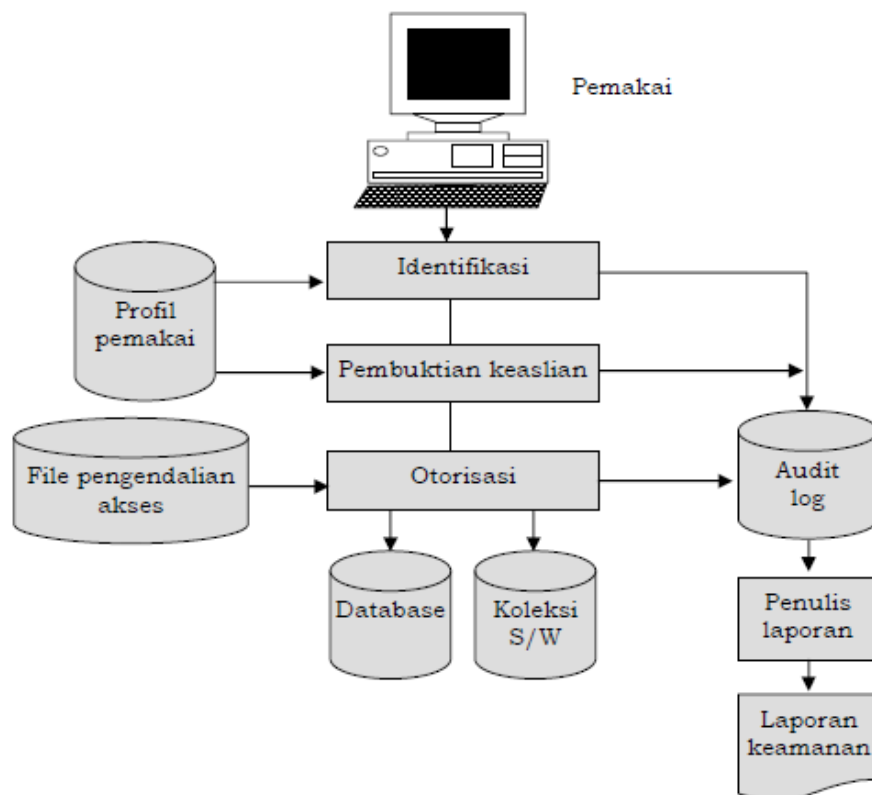 Pemakai
Identifikasi
Profil
pemakai
Pembuktian keaslian
File pengendalian
akses
Otorisasi
Audit
log
Database
Koleksi
S/W
Penulis
laporan
Laporan
keamanan